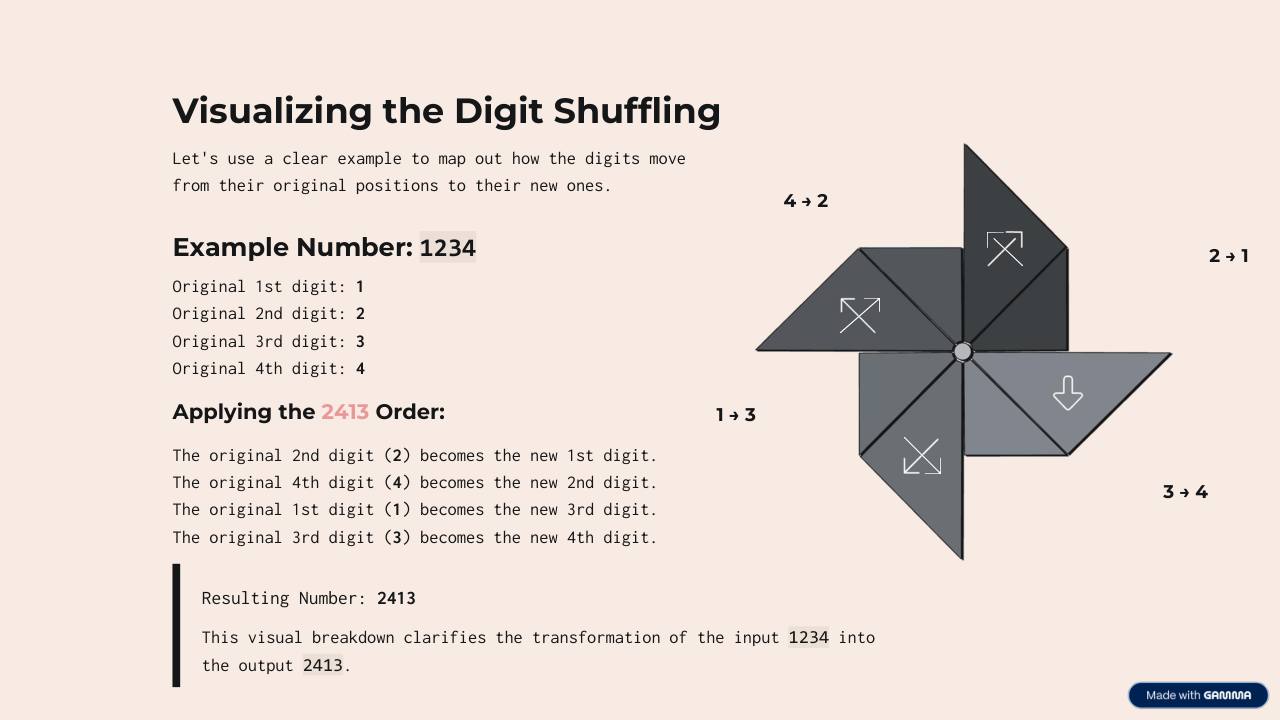 Visualizing the Digit Shuffling
Let's use a clear example to map out how the digits move
from their original positions to their new ones.
Example Number: 1234
Original 1st digit: 1
Original 2nd digit: 2
Original 3rd digit: 3
Original 4th digit: 4
Applying the 2413 Order:
The original 2nd digit (2) becomes the new 1st digit.
The original 4th digit (4) becomes the new 2nd digit.
The original 1st digit (1) becomes the new 3rd digit.
The original 3rd digit (3) becomes the new 4th digit.
Resulting Number: 2413
This visual breakdown clarifies the transformation of the input 1234 into
the output 2413.
4 → 2
2 → 1
1 → 3
3 → 4
Made with GAMMA